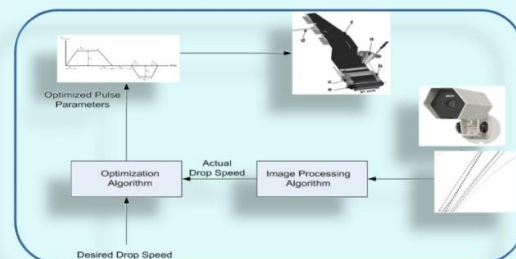 Optimized Pulse
Parameters
Optimization
Algorithm
Actual
Drop Speed
Image Processing
Algorithm
Desired Drop Speed